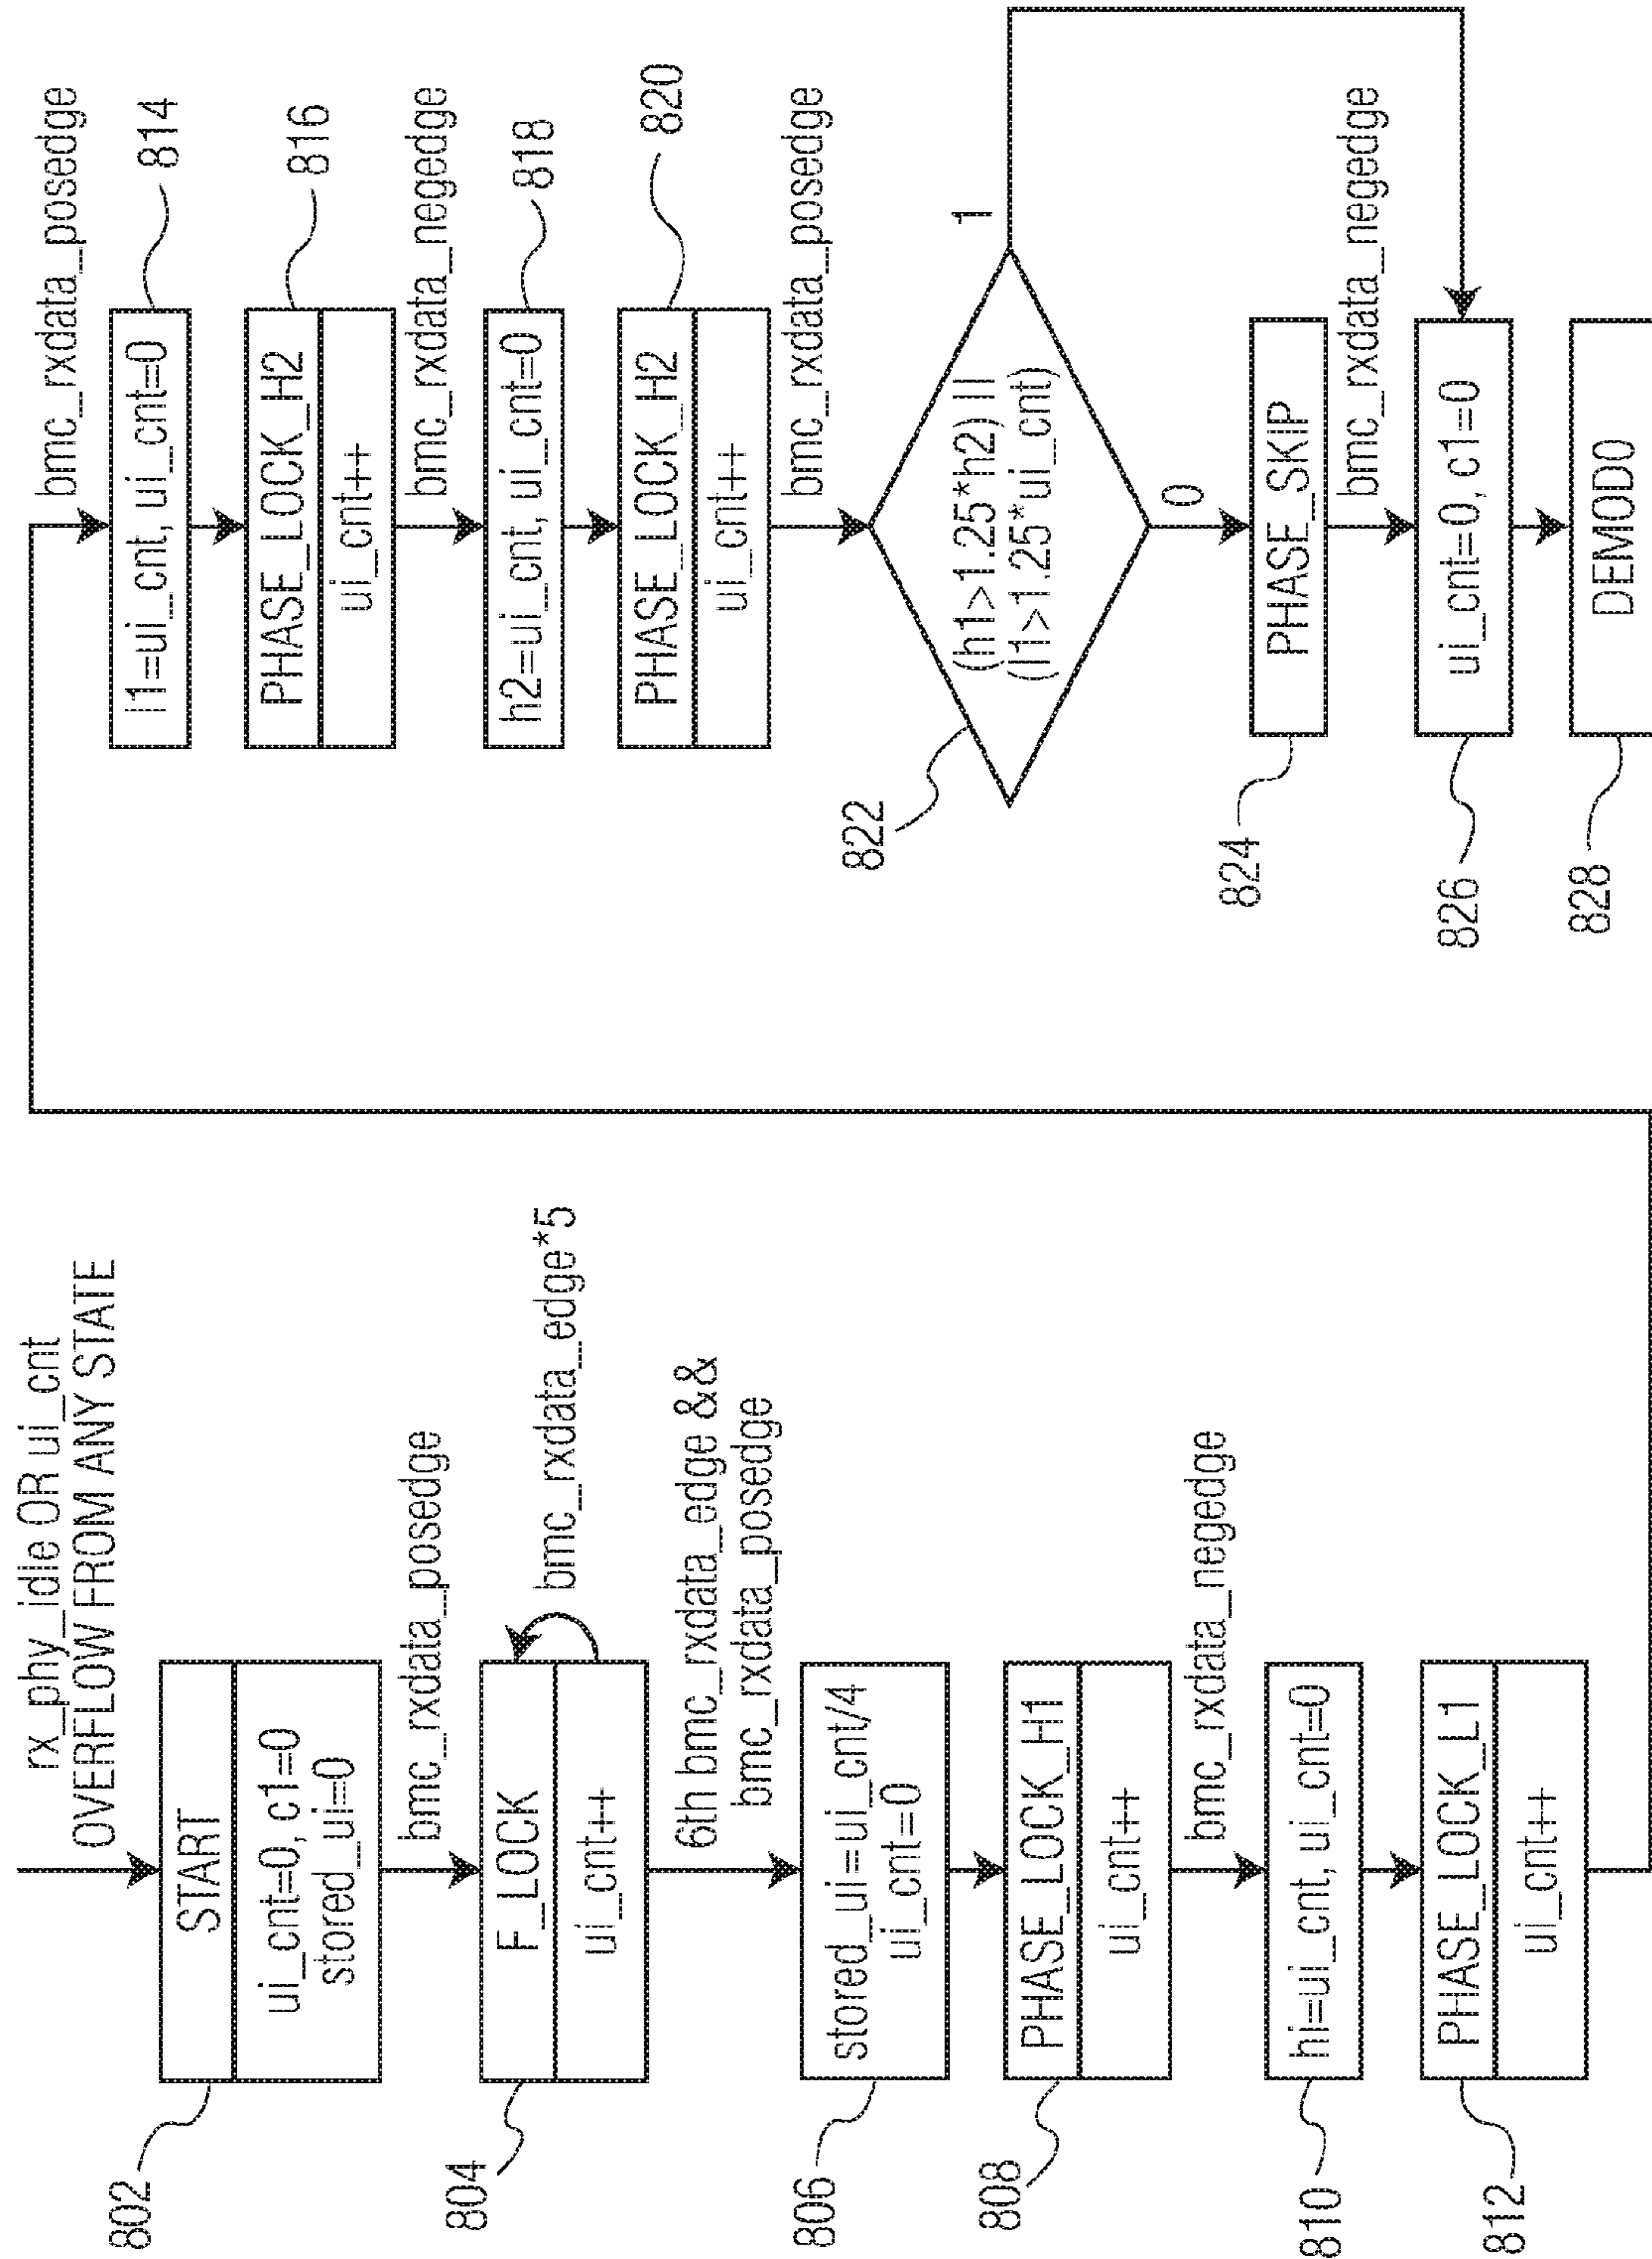 rx_phy_idle OR ui_cnt
OVERFLOW FROM ANY STATE
802
START
ui_cnt=0, c1=0
stored_ui=0
bmc_rxdata_posedge
804
F_LOCK
ui_cnt++
bmc_rxdata_edge*5
6th bmc_rxdata_edge &&
bmc_rxdata_posedge
806
stored_ui=ui_cnt/4
ui_cnt=0
808
PHASE_LOCK_H1
ui_cnt++
bmc_rxdata_negedge
810
hi=ui_cnt, ui_cnt=0
812
PHASE_LOCK_L1
ui_cnt++
bmc_rxdata_posedge
l1=ui_cnt, ui_cnt=0
814
PHASE_LOCK_H2
ui_cnt++
816
bmc_rxdata_negedge
h2=ui_cnt, ui_cnt=0
818
PHASE_LOCK_H2
ui_cnt++
820
bmc_rxdata_posedge
822
(h1>1.25*h2) ||
(l1>1.25*ui_cnt)
1
0
824
PHASE_SKIP
bmc_rxdata_negedge
826
ui_cnt=0, c1=0
828
DEMOD0